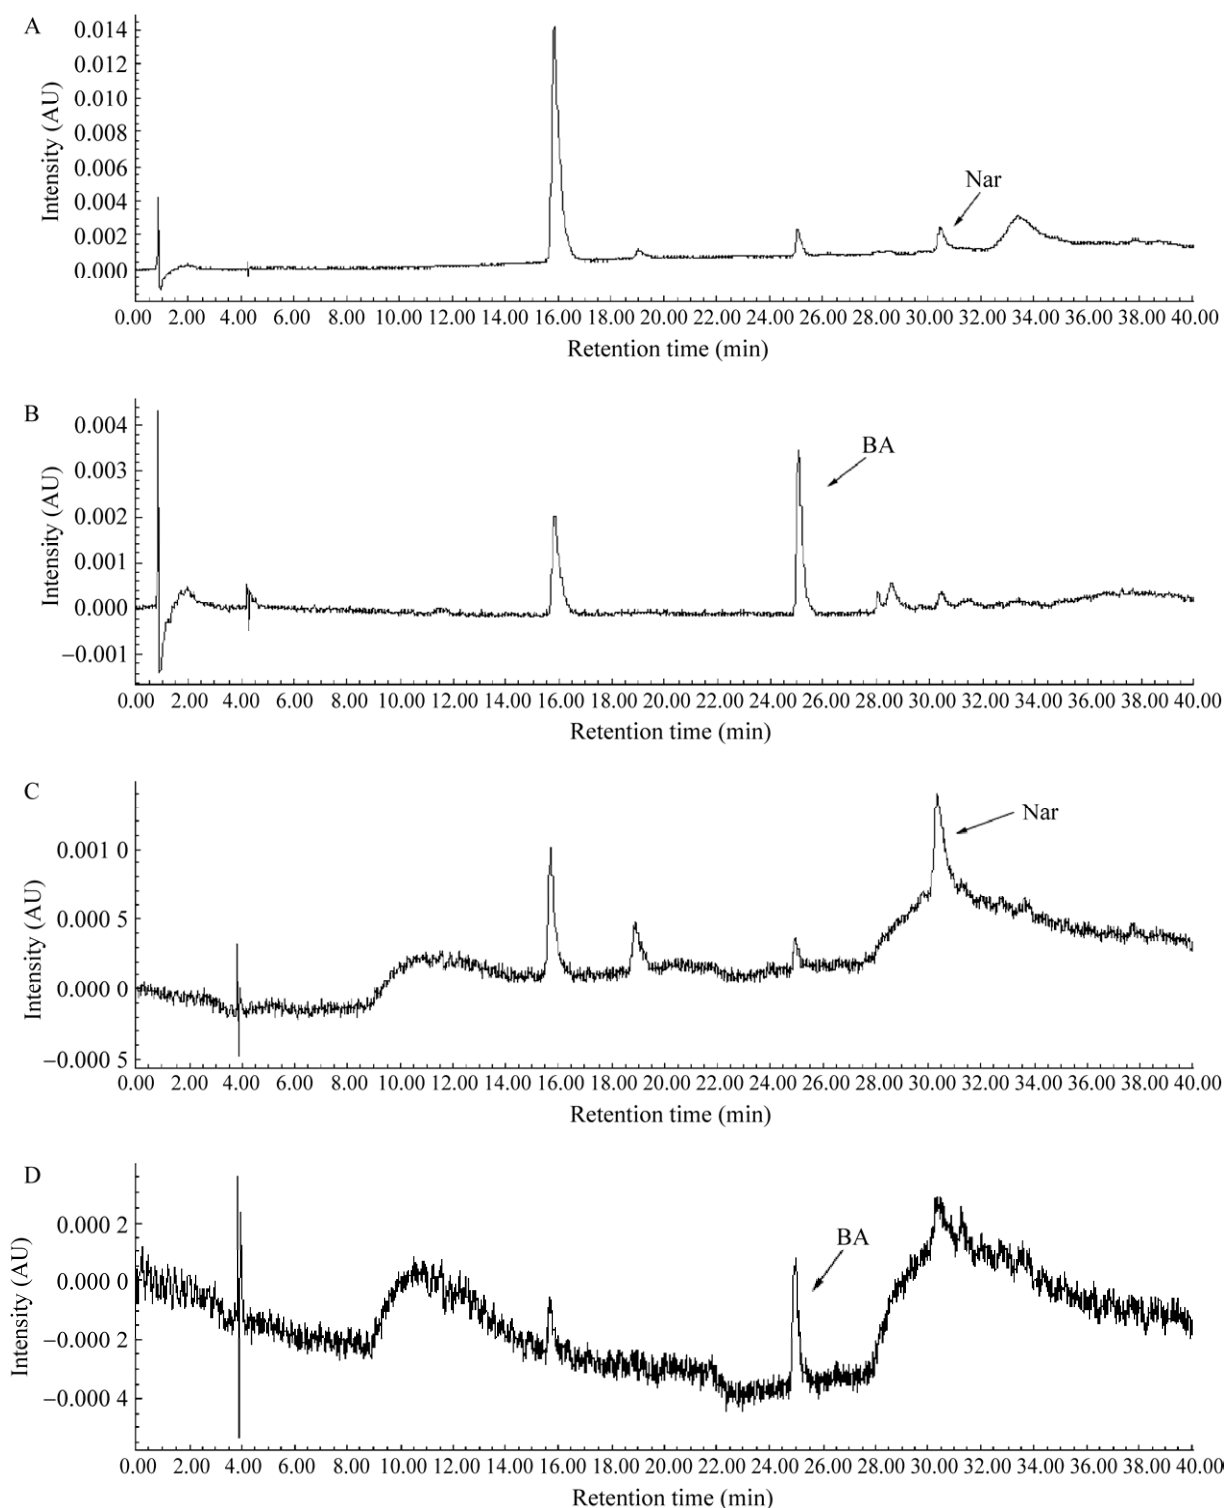 A
Intensity (AU)
0.014
0.012
0.010
0.008
0.006
0.004
0.002
0.000
Nar
0.00 2.00 4.00 6.00 8.00 10.00 12.00 14.00 16.00 18.00 20.00 22.00 24.00 26.00 28.00 30.00 32.00 34.00 36.00 38.00 40.00
Retention time (min)
B
Intensity (AU)
0.004
0.003
0.002
0.001
0.000
−0.001
BA
0.00 2.00 4.00 6.00 8.00 10.00 12.00 14.00 16.00 18.00 20.00 22.00 24.00 26.00 28.00 30.00 32.00 34.00 36.00 38.00 40.00
Retention time (min)
C
Intensity (AU)
0.001 0
0.000 5
0.000 0
−0.000 5
Nar
0.00 2.00 4.00 6.00 8.00 10.00 12.00 14.00 16.00 18.00 20.00 22.00 24.00 26.00 28.00 30.00 32.00 34.00 36.00 38.00 40.00
Retention time (min)
D
Intensity (AU)
0.000 2
0.000 0
−0.000 2
−0.000 4
BA
0.00 2.00 4.00 6.00 8.00 10.00 12.00 14.00 16.00 18.00 20.00 22.00 24.00 26.00 28.00 30.00 32.00 34.00 36.00 38.00 40.00
Retention time (min)